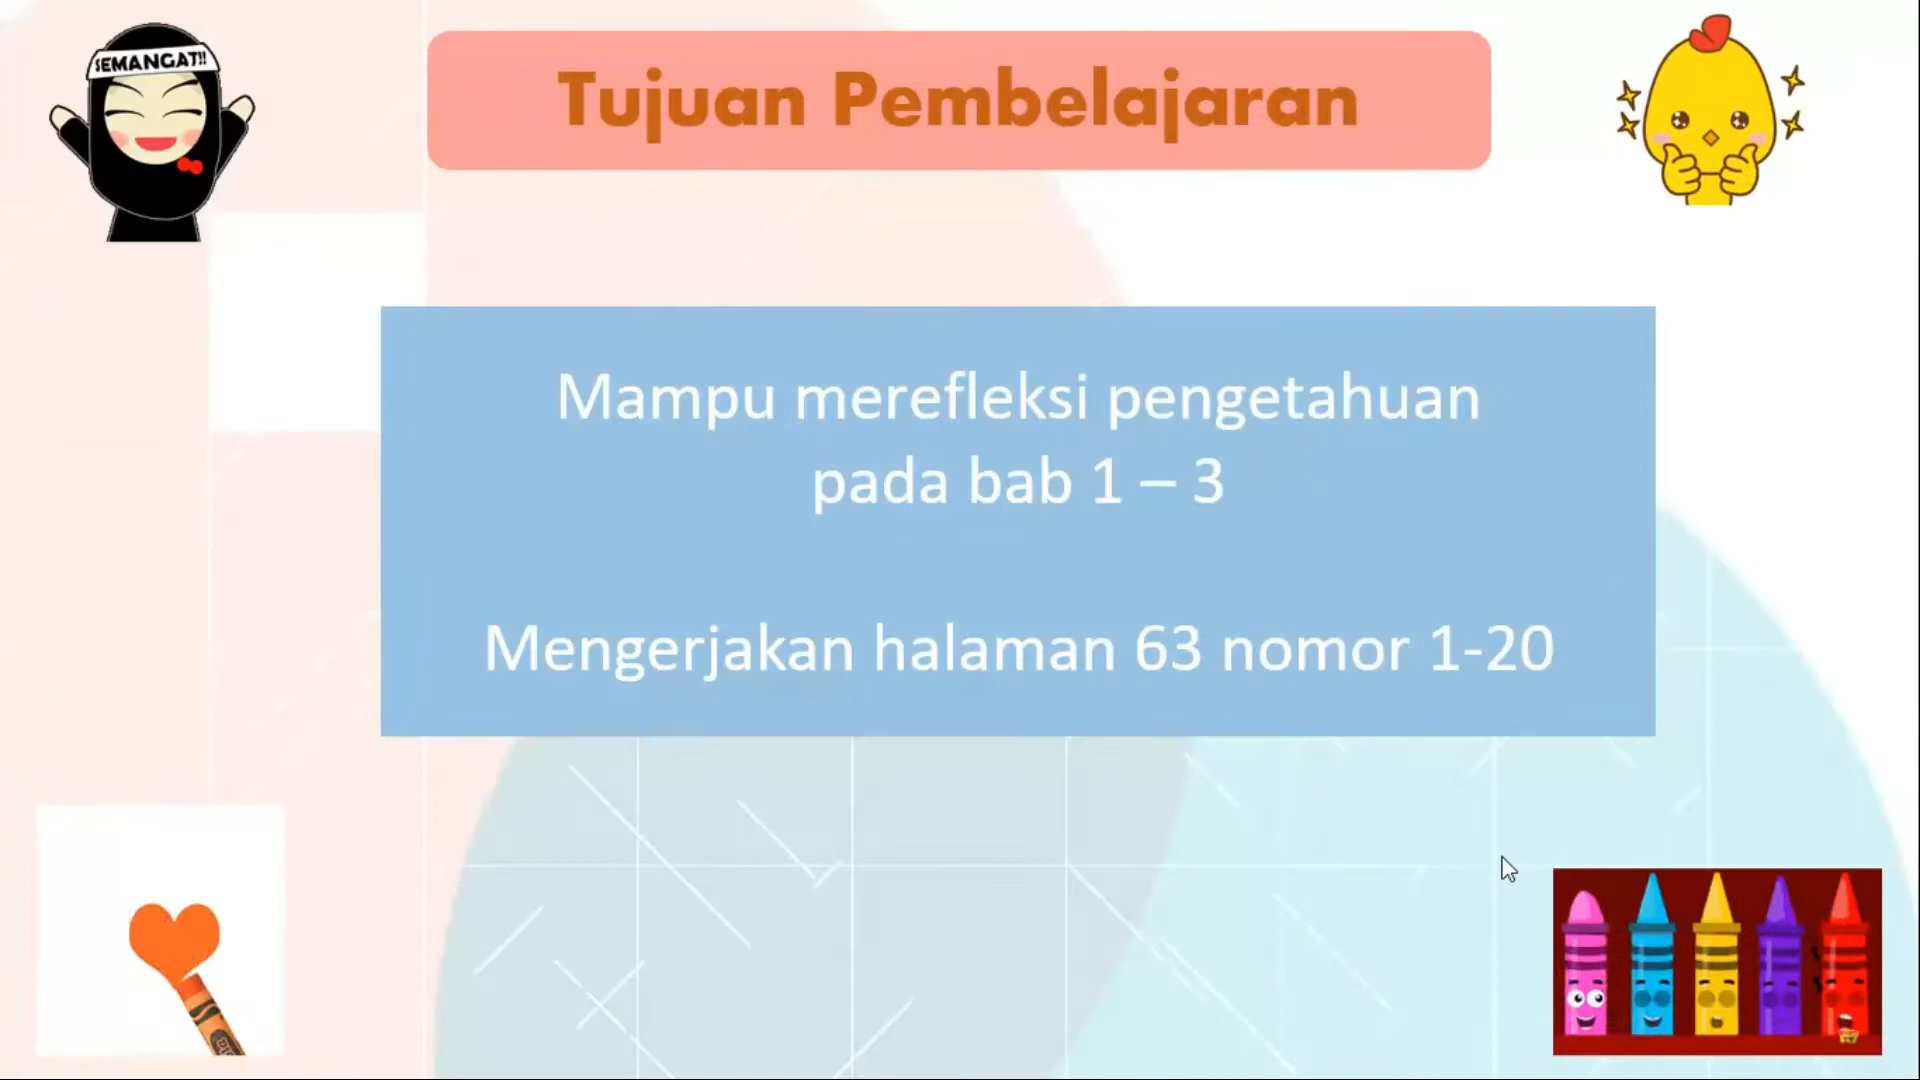 SEMANGAT!!
Tujuan Pembelajaran
Mampu merefleksi pengetahuan
pada bab 1 – 3
Mengerjakan halaman 63 nomor 1-20